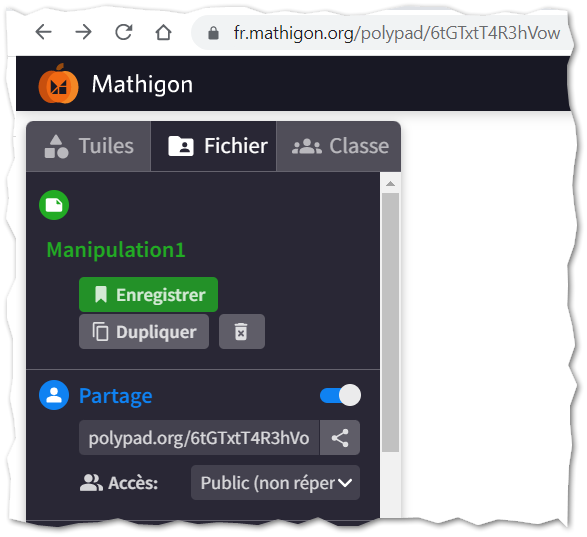 fr.mathigon.org/polypad/6tGTxtT4R3hVow
Mathigon
Tuiles Fichier Classe
Manipulation1
Enregistrer
Dupliquer
Partage
polypad.org/6tGTxtT4R3hVo
Accès: Public (non réper